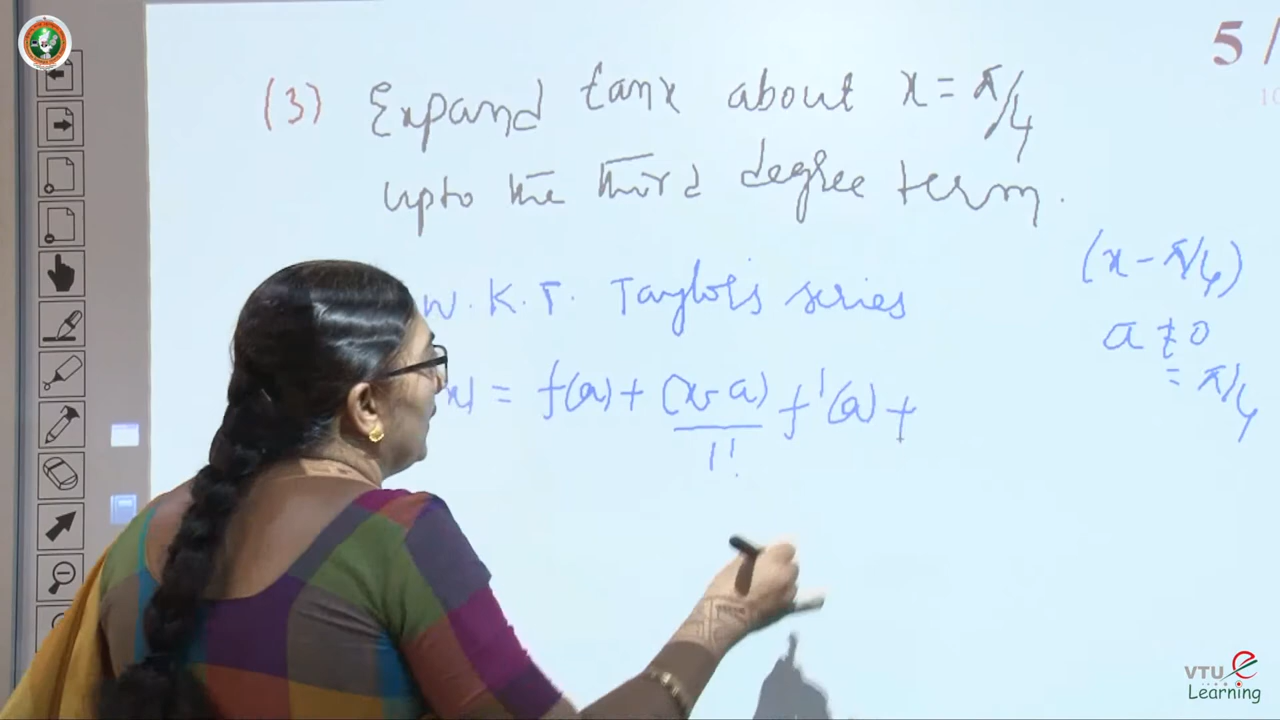 5/
10
(3) Expand tanx about x = π/4
upto the third degree term.
(x - π/4)
W.K.T. Taylor's series
a ≠ 0
= π/4
x) = f(a) + (x-a)/1! f'(a) +
VTU e
Learning